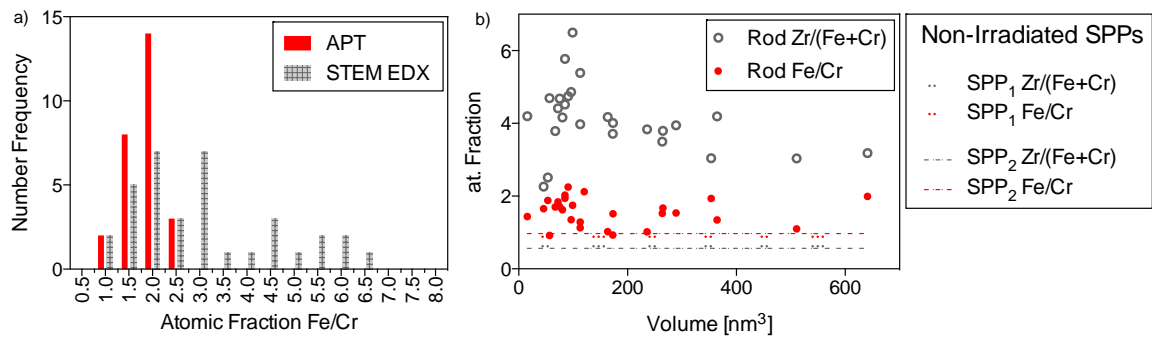 a)
Number Frequency
15
10
5
0
APT
STEM EDX
0.5 1.0 1.5 2.0 2.5 3.0 3.5 4.0 4.5 5.0 5.5 6.0 6.5 7.0 7.5 8.0
Atomic Fraction Fe/Cr
b)
at. Fraction
6
4
2
0
Rod Zr/(Fe+Cr)
Rod Fe/Cr
0 200 400 600
Volume [nm³]
Non-Irradiated SPPs
SPP₁ Zr/(Fe+Cr)
SPP₁ Fe/Cr
SPP₂ Zr/(Fe+Cr)
SPP₂ Fe/Cr